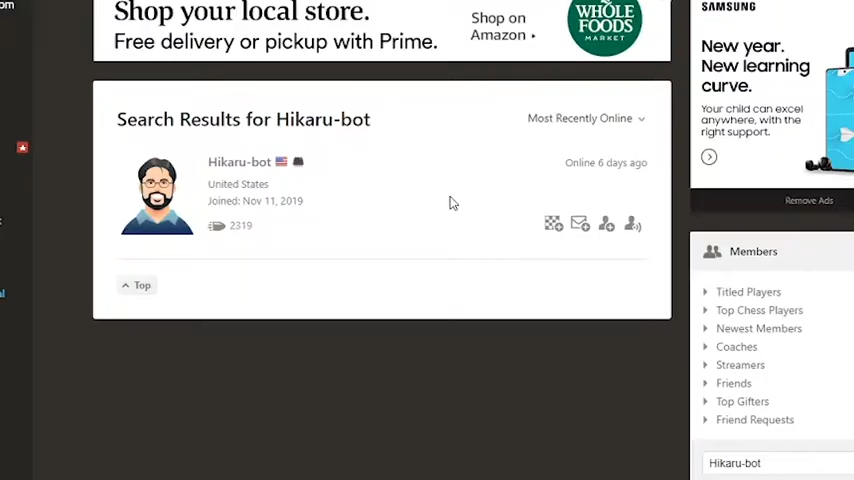 om
Shop your local store.
Free delivery or pickup with Prime.
Shop on
Amazon
WHOLE
FOODS
MARKET
SAMSUNG
New year.
New learning
curve.
Your child can excel
anywhere, with the
right support.
Remove Ads
Search Results for Hikaru-bot
Most Recently Online
Hikaru-bot
Online 6 days ago
United States
Joined: Nov 11, 2019
2319
Top
al
Members
Titled Players
Top Chess Players
Newest Members
Coaches
Streamers
Friends
Top Gifters
Friend Requests
Hikaru-bot